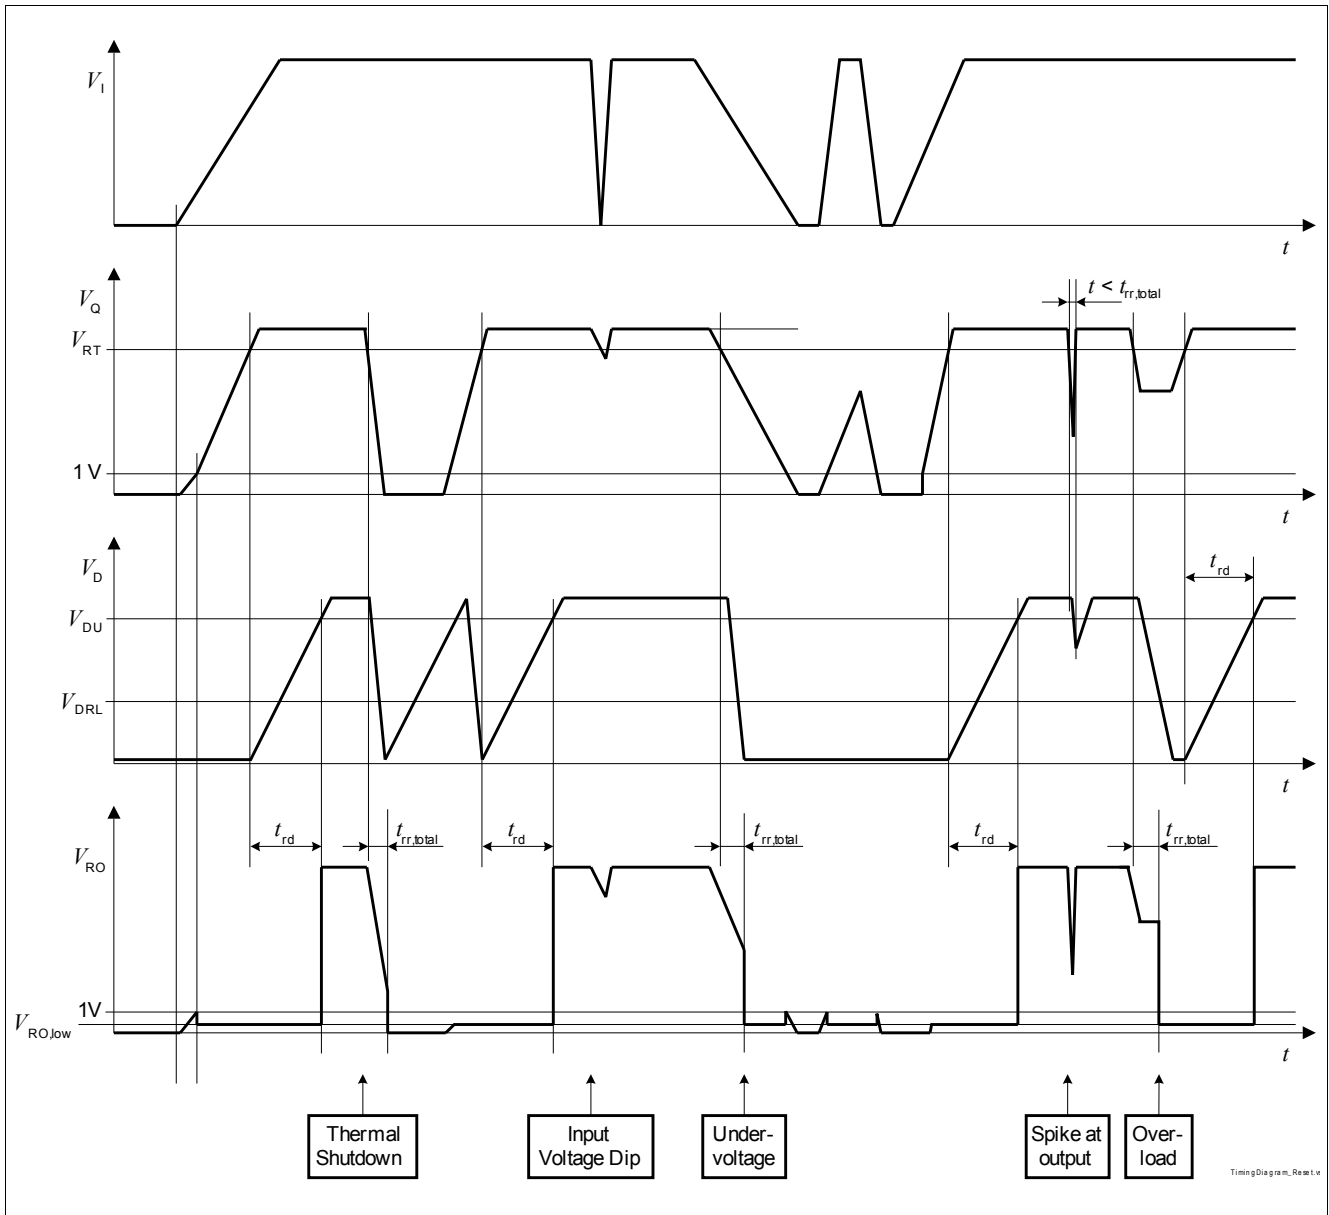 V_I
t
V_Q
t < t_rr,total
V_RT
1 V
t
V_D
t_rd
V_DU
V_DRL
t
t_rd
t_rr,total
t_rd
t_rr,total
t_rd
t_rr,total
V_RO
1V
V_RO,low
t
Thermal
Shutdown
Input
Voltage Dip
Under-
voltage
Spike at
output
Over-
load
TimingDiagram_Reset.vs